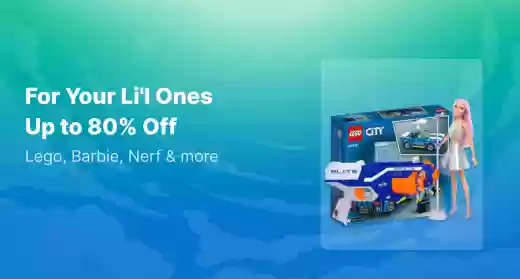 For Your Li'l Ones
Up to 80% Off
Lego, Barbie, Nerf & more
LEGO CITY
ELITE